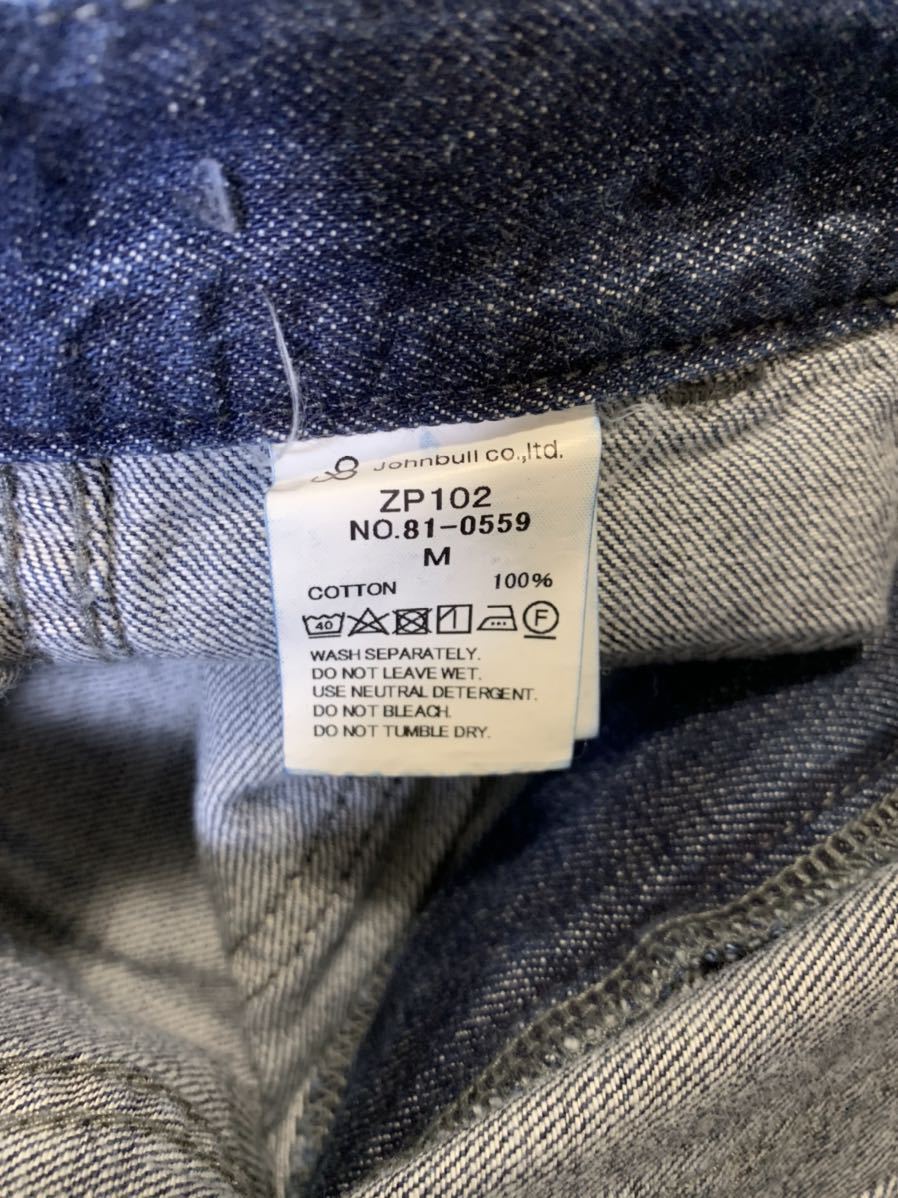 Johnbull co.,ltd.
ZP102
NO.81-0559
M
COTTON 100%
40
F
WASH SEPARATELY.
DO NOT LEAVE WET.
USE NEUTRAL DETERGENT.
DO NOT BLEACH.
DO NOT TUMBLE DRY.